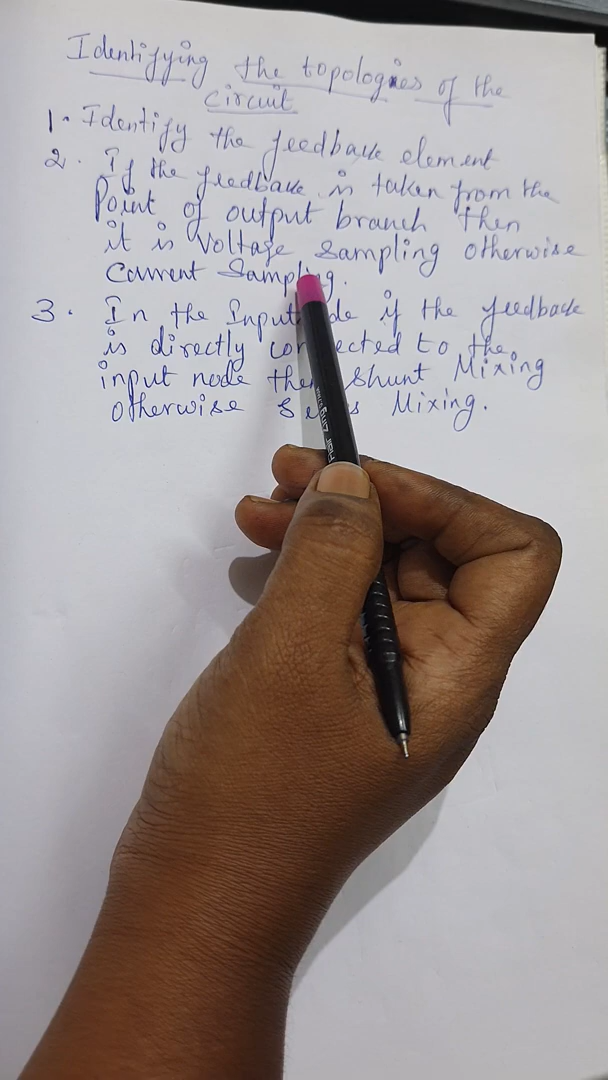 Identifying the topologies of the
circuit
1. Identify the feedback element
2. If the feedback is taken from the
Point of output branch then
it is Voltage Sampling otherwise
Current Sampling.
3. In the Input if the feedback
is directly to the
input node Shunt Mixing
otherwise Mixing.